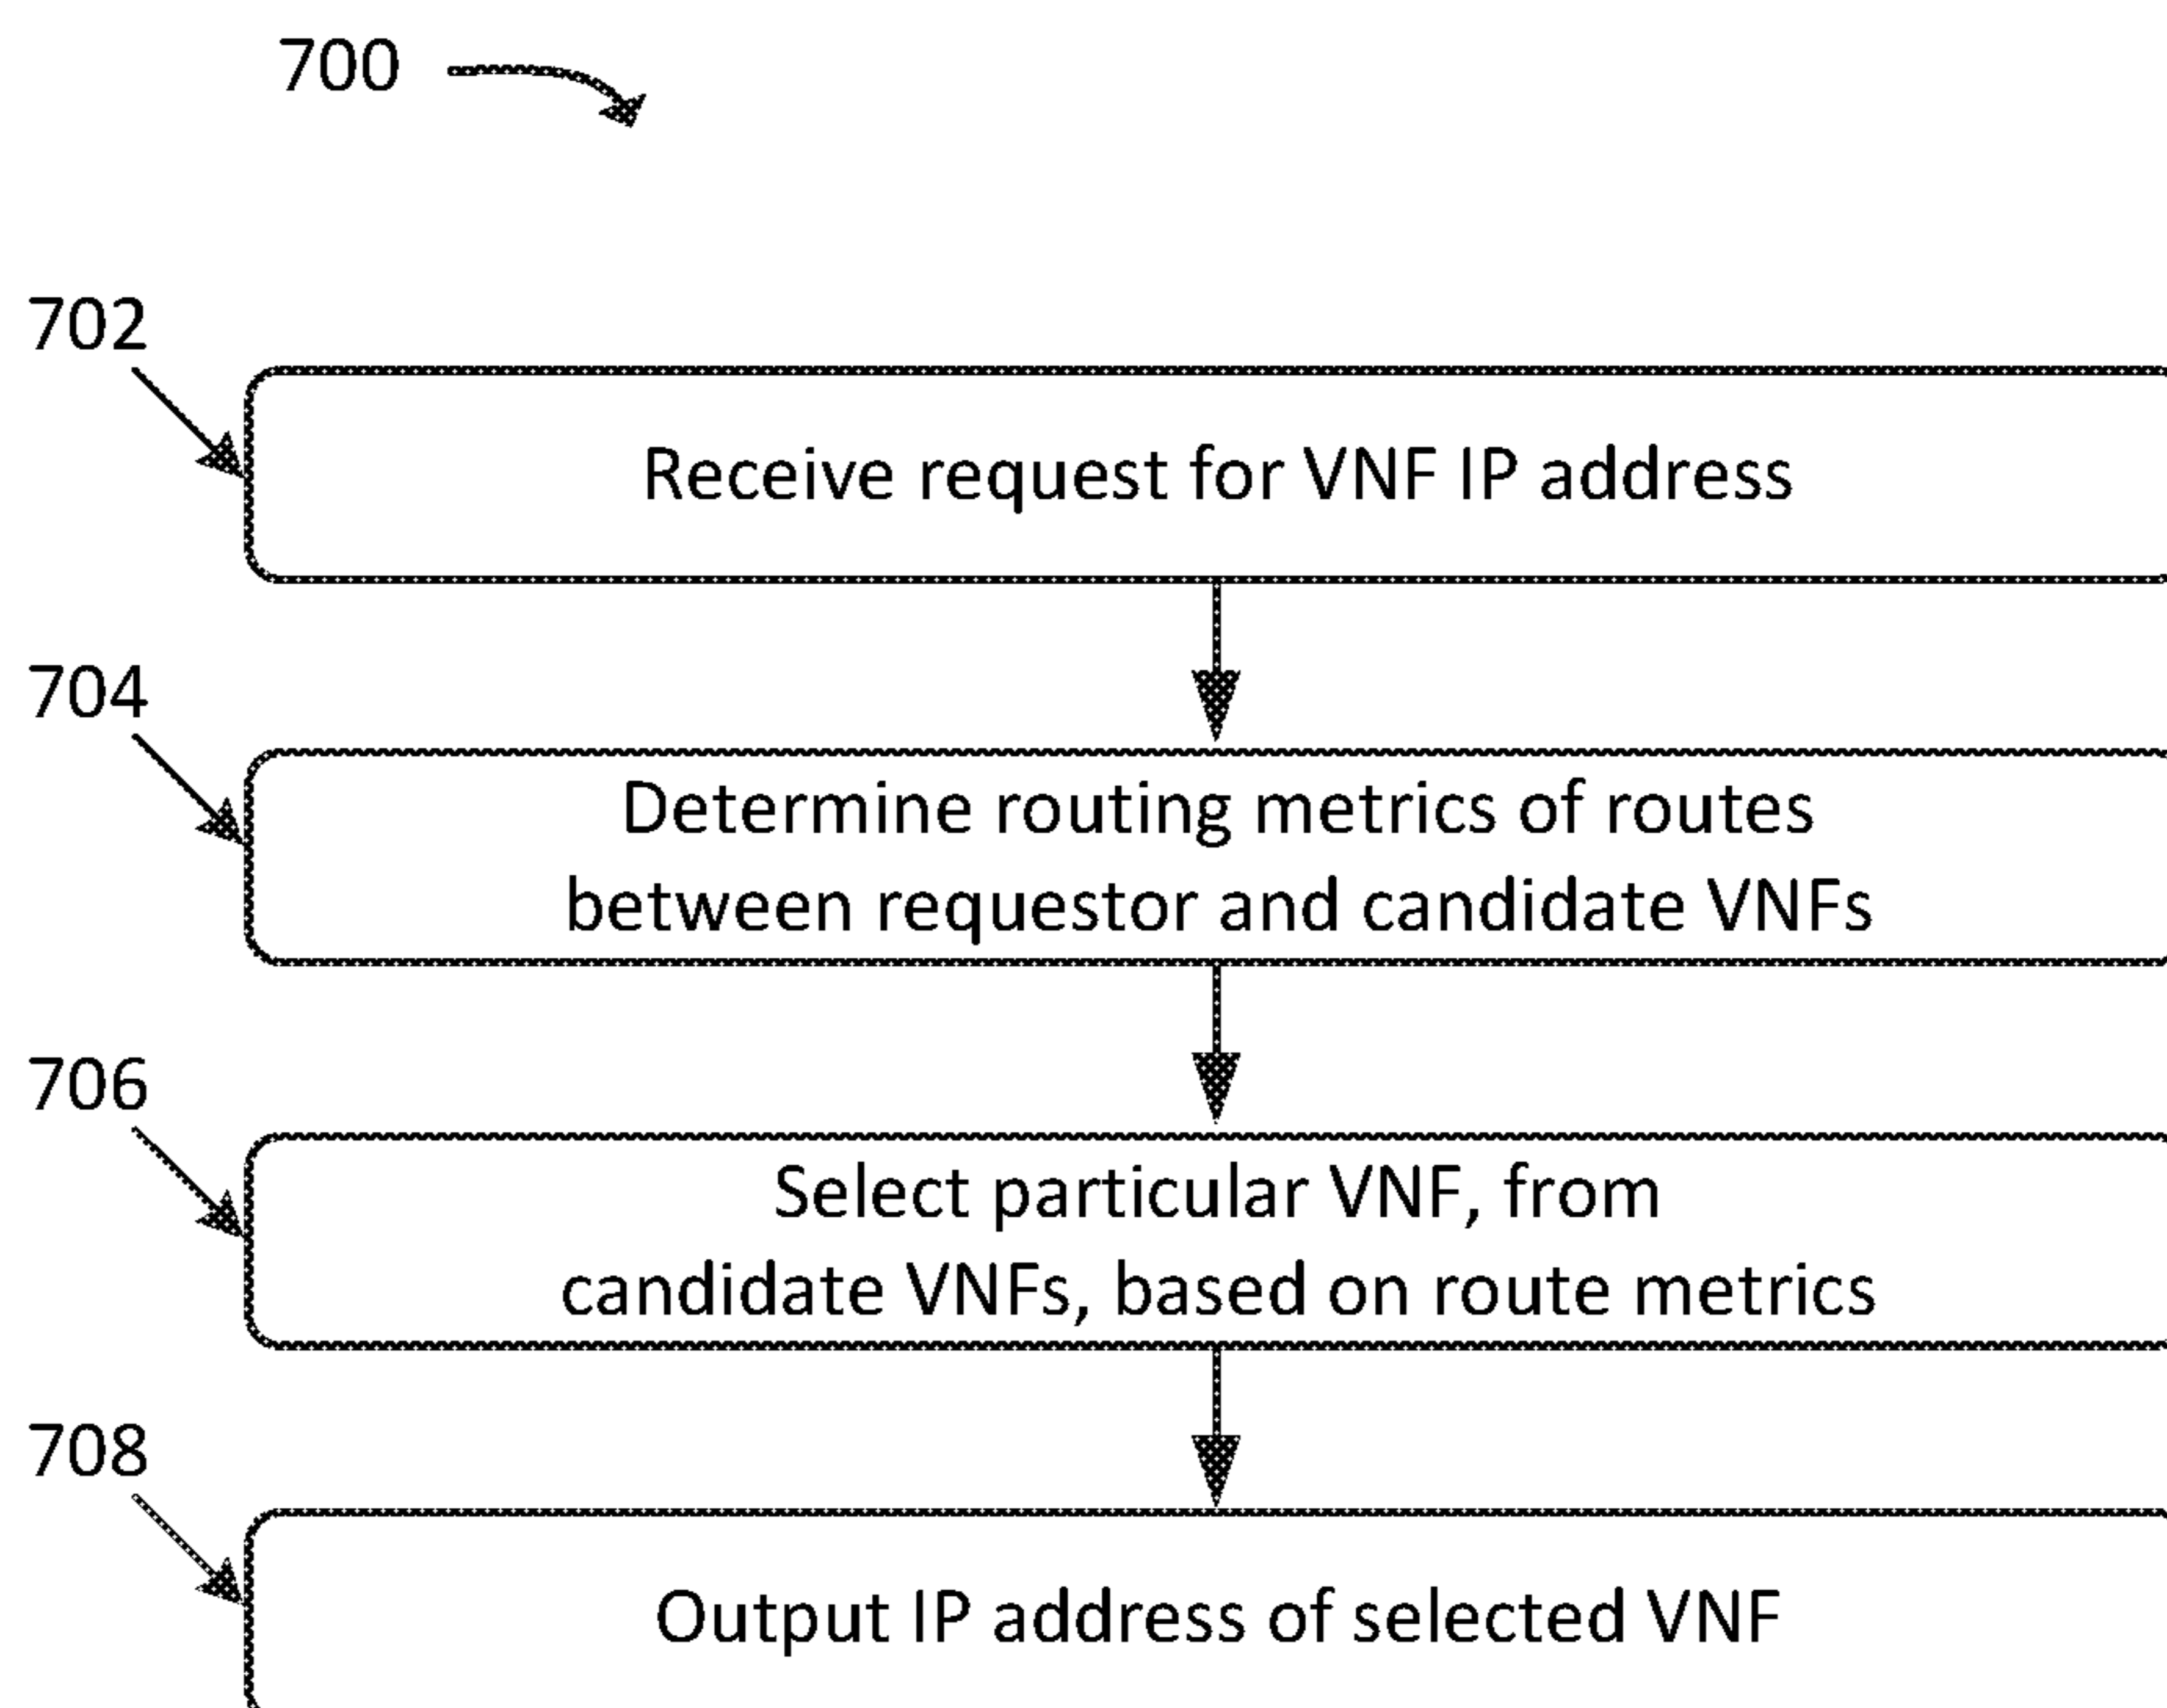 700
702
Receive request for VNF IP address
704
Determine routing metrics of routes
between requestor and candidate VNFs
706
Select particular VNF, from
candidate VNFs, based on route metrics
708
Output IP address of selected VNF